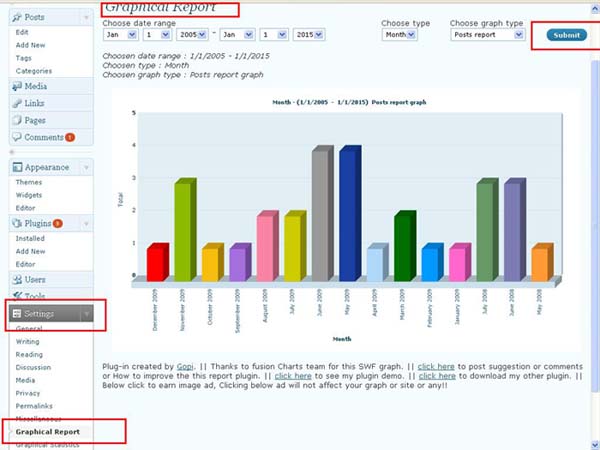 Posts
Edit
Add New
Tags
Categories
Media
Links
Pages
Comments 1
Appearance
Themes
Widgets
Editor
Plugins
Installed
Add New
Editor
Users
Tools
Settings
General
Writing
Reading
Discussion
Media
Privacy
Permalinks
Miscellaneous
Graphical Report
Graphical Statistics
Graphical Report
Choose date range
Choose type
Choose graph type
Jan 1 2005 - Jan 1 2015
Month
Posts report
Submit
Choosen date range : 1/1/2005 - 1/1/2015
Choosen type : Month
Choosen graph type : Posts report graph
Month - (1/1/2005 - 1/1/2015) Posts report graph
Total
5
4
3
2
1
0
December 2009
November 2009
October 2009
September 2009
August 2009
July 2009
June 2009
May 2009
April 2009
March 2009
February 2009
January 2009
July 2008
June 2008
May 2008
Month
Plug-in created by Gopi. || Thanks to fusion Charts team for this SWF graph. || click here to post suggestion or comments
or How to improve the this report plugin. || click here to see my plugin demo. || click here to download my other plugin. ||
Below click to earn image ad, Clicking below ad will not affect your graph or site or any!!